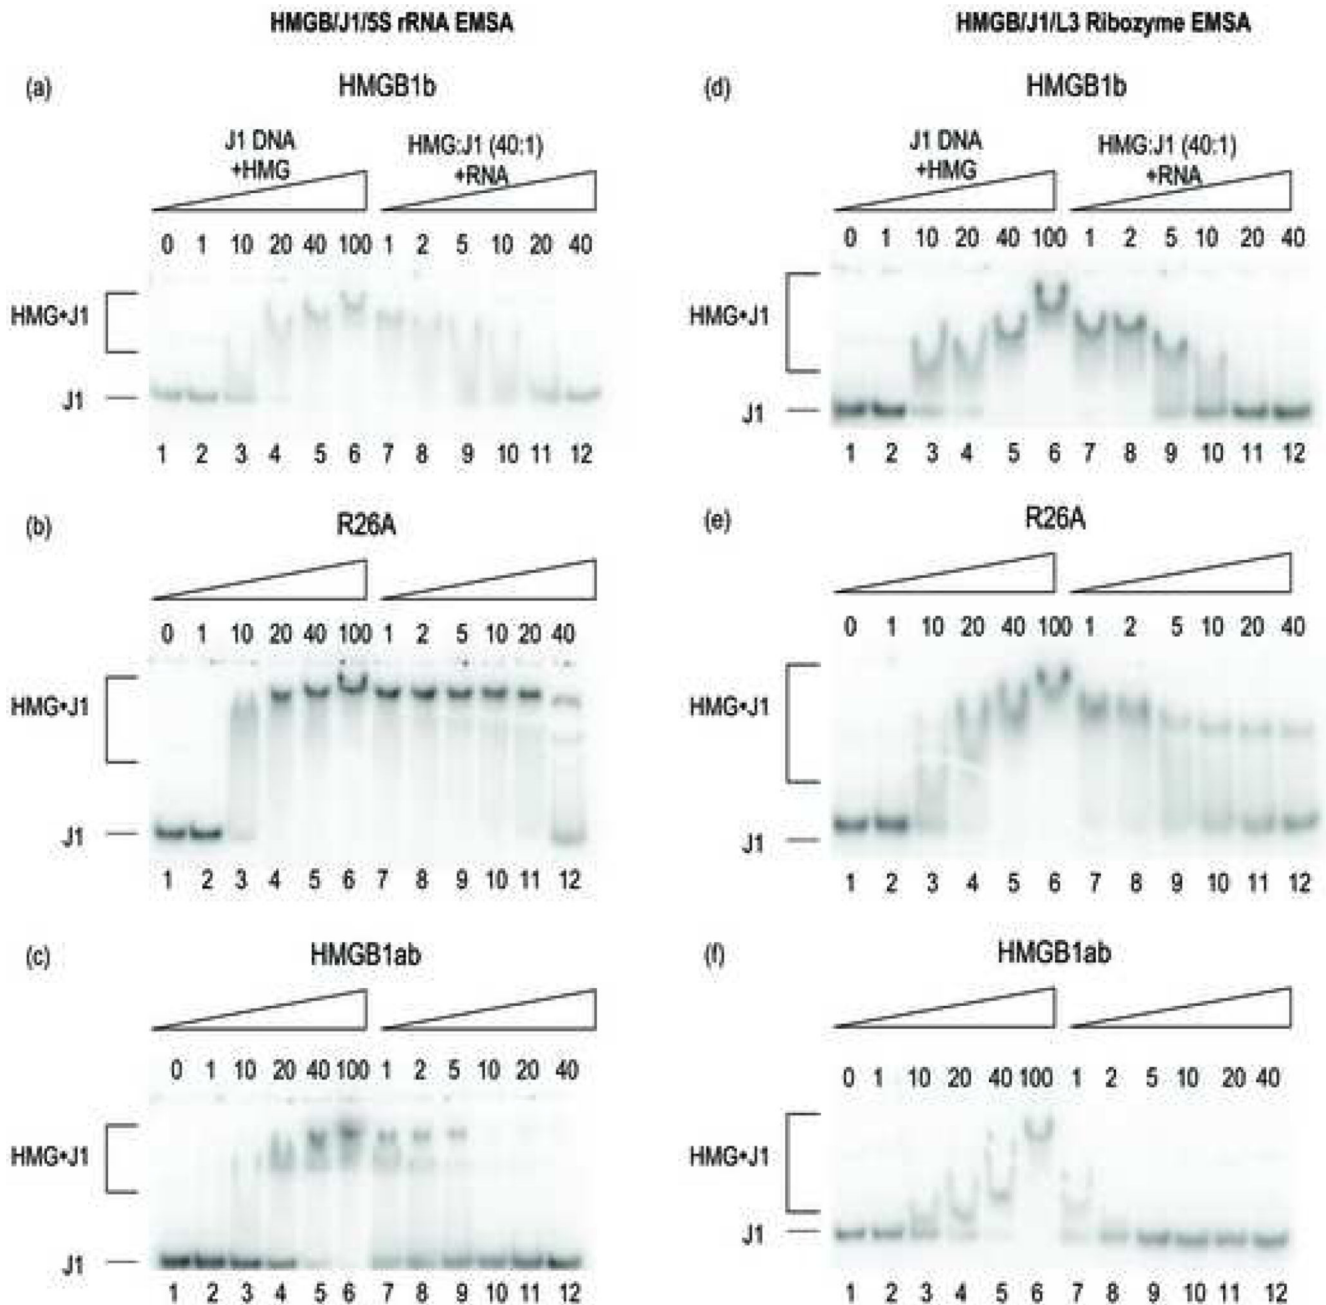 HMGB/J1/5S rRNA EMSA
(a)
HMGB1b
J1 DNA
+HMG
HMG:J1 (40:1)
+RNA
0 1 10 20 40 100 1 2 5 10 20 40
HMG•J1
J1
1 2 3 4 5 6 7 8 9 10 11 12
(b)
R26A
0 1 10 20 40 100 1 2 5 10 20 40
HMG•J1
J1
1 2 3 4 5 6 7 8 9 10 11 12
(c)
HMGB1ab
0 1 10 20 40 100 1 2 5 10 20 40
HMG•J1
J1
1 2 3 4 5 6 7 8 9 10 11 12
HMGB/J1/L3 Ribozyme EMSA
(d)
HMGB1b
J1 DNA
+HMG
HMG:J1 (40:1)
+RNA
0 1 10 20 40 100 1 2 5 10 20 40
HMG•J1
J1
1 2 3 4 5 6 7 8 9 10 11 12
(e)
R26A
0 1 10 20 40 100 1 2 5 10 20 40
HMG•J1
J1
1 2 3 4 5 6 7 8 9 10 11 12
(f)
HMGB1ab
0 1 10 20 40 100 1 2 5 10 20 40
HMG•J1
J1
1 2 3 4 5 6 7 8 9 10 11 12